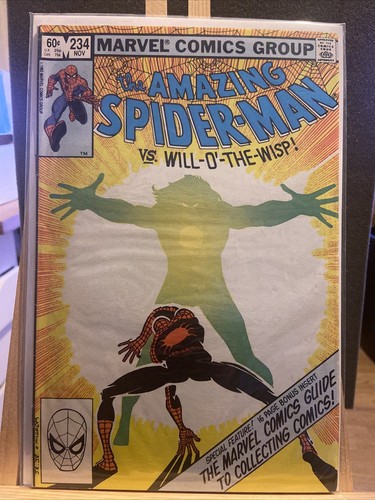 60¢
234
NOV
MARVEL COMICS GROUP
THE AMAZING
SPIDER-MAN
TM
VS. WILL-O'-THE-WISP!
SPECIAL FEATURE! 16 PAGE BONUS INSERT
THE MARVEL COMICS GUIDE
TO COLLECTING COMICS!